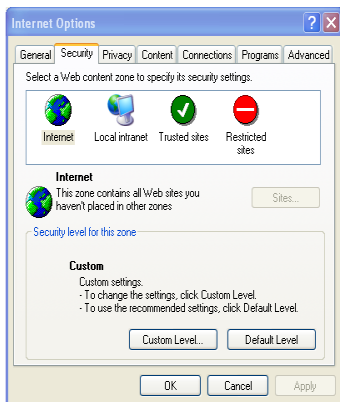 Internet Options
General Security Privacy Content Connections Programs Advanced
Select a Web content zone to specify its security settings.
Internet Local intranet Trusted sites Restricted
sites
Internet
This zone contains all Web sites you
haven't placed in other zones
Sites...
Security level for this zone
Custom
Custom settings.
- To change the settings, click Custom Level.
- To use the recommended settings, click Default Level.
Custom Level... Default Level
OK Cancel Apply